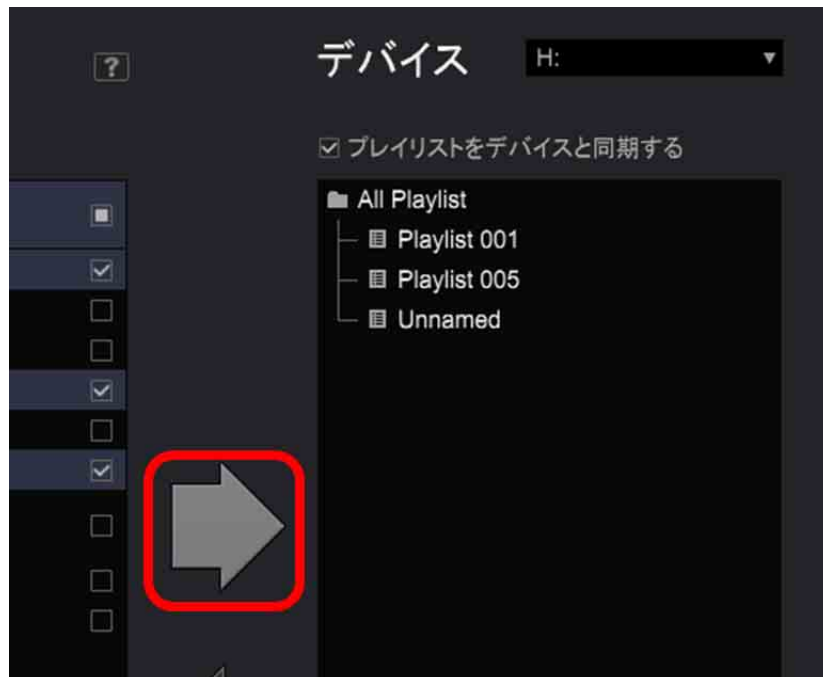 ?
デバイス
H:
プレイリストをデバイスと同期する
All Playlist
Playlist 001
Playlist 005
Unnamed